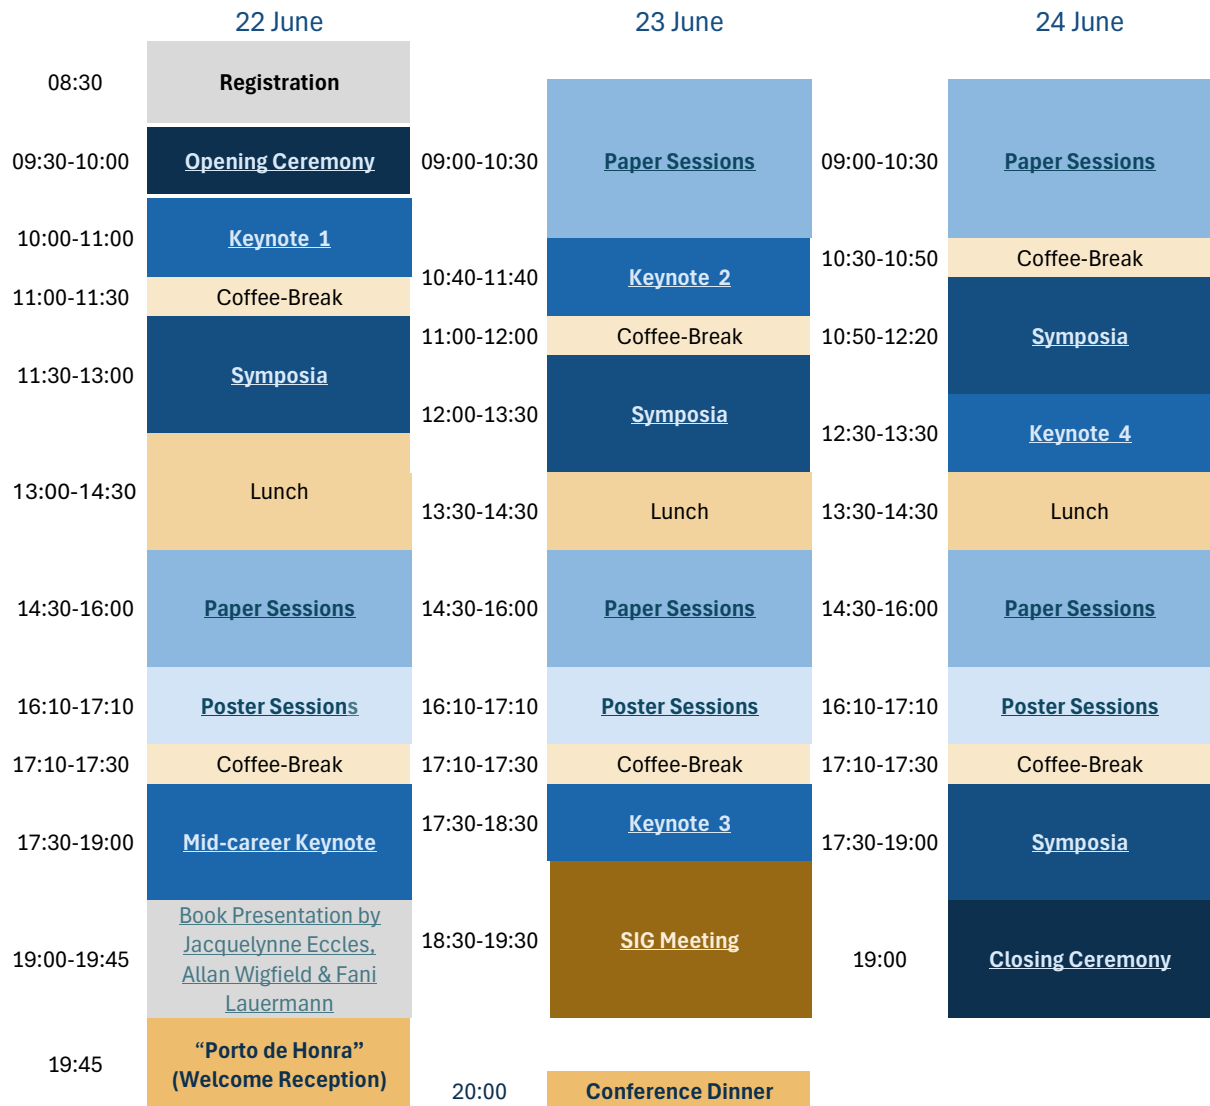 22 June
08:30 Registration
09:30-10:00 Opening Ceremony
10:00-11:00 Keynote 1
11:00-11:30 Coffee-Break
11:30-13:00 Symposia
13:00-14:30 Lunch
14:30-16:00 Paper Sessions
16:10-17:10 Poster Sessions
17:10-17:30 Coffee-Break
17:30-19:00 Mid-career Keynote
19:00-19:45 Book Presentation by
Jacquelynne Eccles,
Allan Wigfield & Fani
Lauermann
19:45 “Porto de Honra”
(Welcome Reception)
23 June
09:00-10:30 Paper Sessions
10:40-11:40 Keynote 2
11:00-12:00 Coffee-Break
12:00-13:30 Symposia
13:30-14:30 Lunch
14:30-16:00 Paper Sessions
16:10-17:10 Poster Sessions
17:10-17:30 Coffee-Break
17:30-18:30 Keynote 3
18:30-19:30 SIG Meeting
20:00 Conference Dinner
24 June
09:00-10:30 Paper Sessions
10:30-10:50 Coffee-Break
10:50-12:20 Symposia
12:30-13:30 Keynote 4
13:30-14:30 Lunch
14:30-16:00 Paper Sessions
16:10-17:10 Poster Sessions
17:10-17:30 Coffee-Break
17:30-19:00 Symposia
19:00 Closing Ceremony